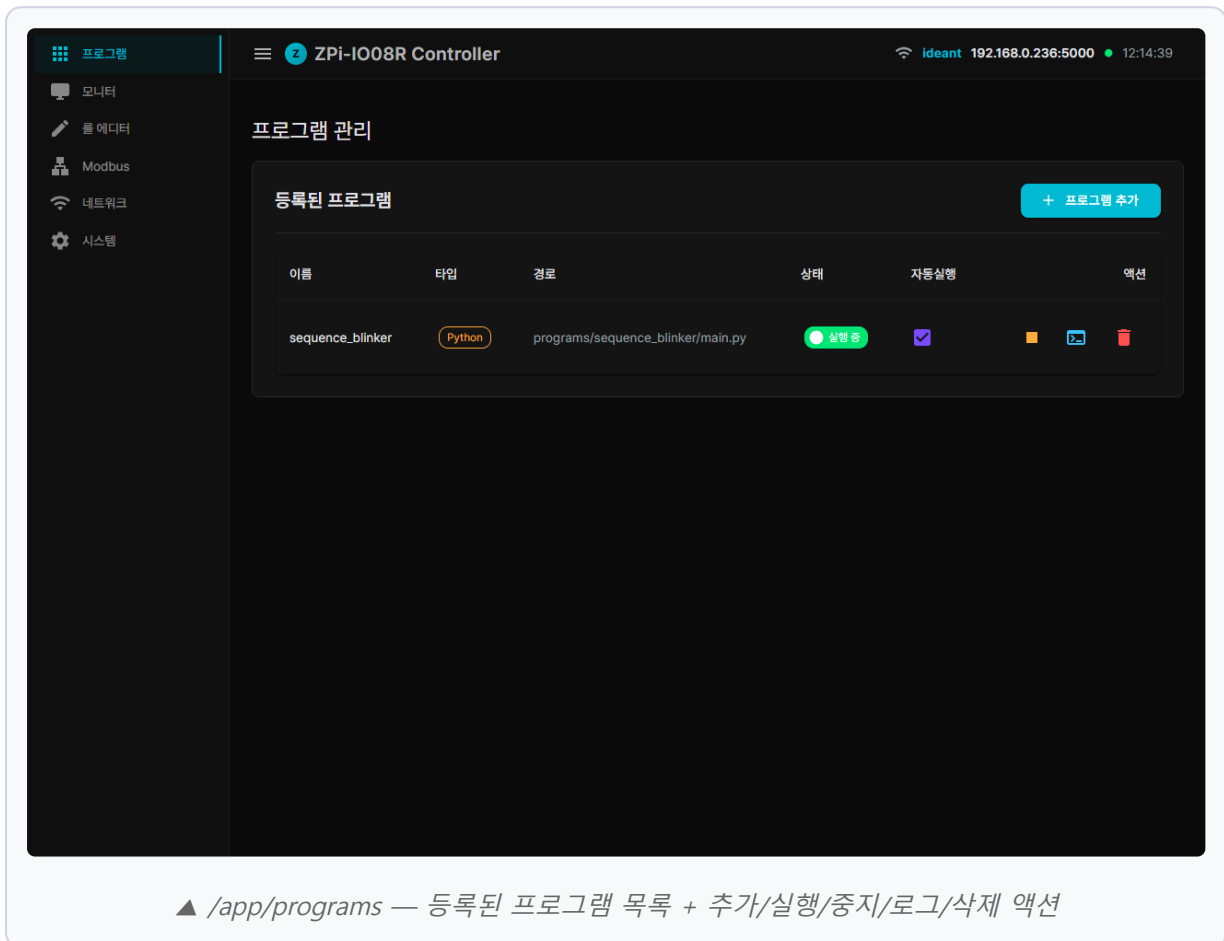 프로그램
모니터
룰 에디터
Modbus
네트워크
시스템
Z ZPi-IO08R Controller
ideant 192.168.0.236:5000 12:14:39
프로그램 관리
등록된 프로그램
+ 프로그램 추가
이름 타입 경로 상태 자동실행 액션
sequence_blinker Python programs/sequence_blinker/main.py 실행 중
▲ /app/programs — 등록된 프로그램 목록 + 추가/실행/중지/로그/삭제 액션